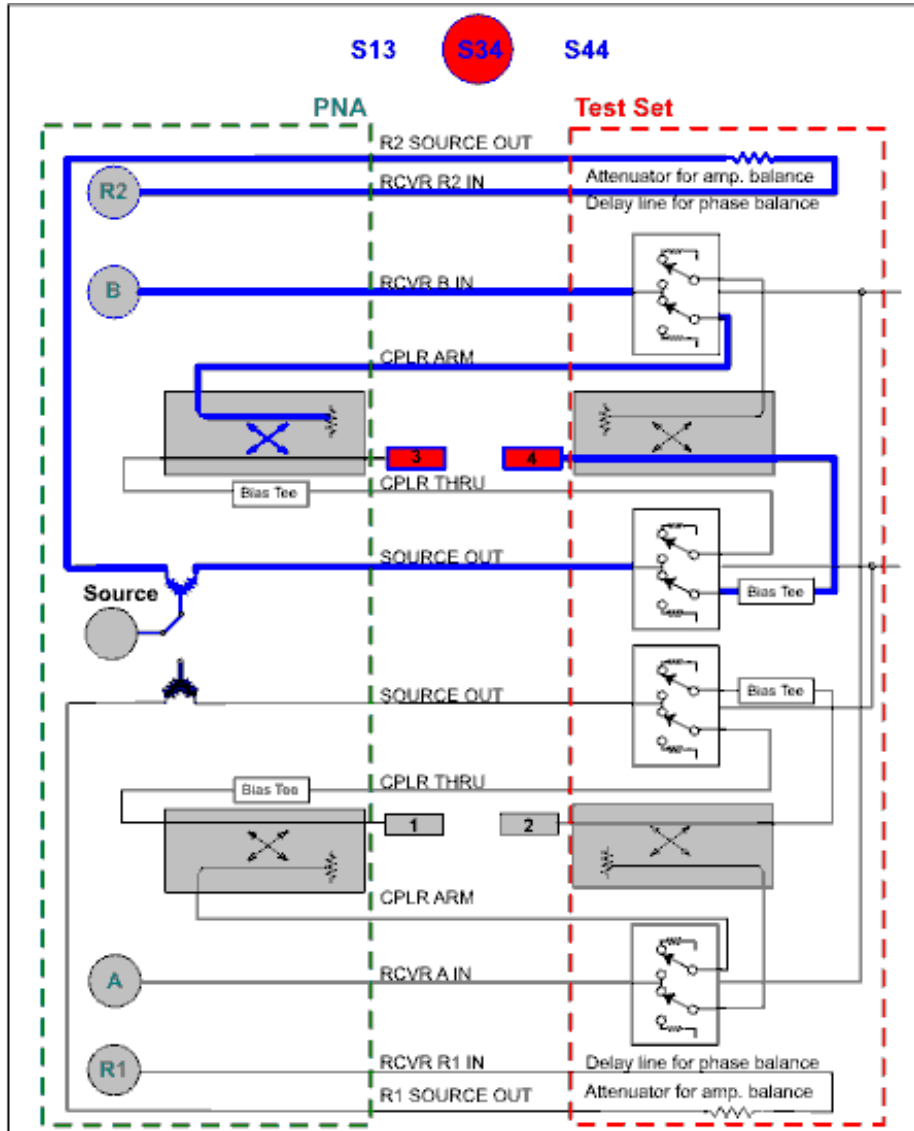 S13 S34 S44
PNA Test Set
R2 SOURCE OUT
R2
RCVR R2 IN
Attenuator for amp. balance
Delay line for phase balance
B
RCVR B IN
CPLR ARM
3
4
CPLR THRU
Bias Tee
SOURCE OUT
Source
Bias Tee
SOURCE OUT
Bias Tee
CPLR THRU
Bias Tee
1
2
CPLR ARM
A
RCVR A IN
R1
RCVR R1 IN
Delay line for phase balance
R1 SOURCE OUT
Attenuator for amp. balance